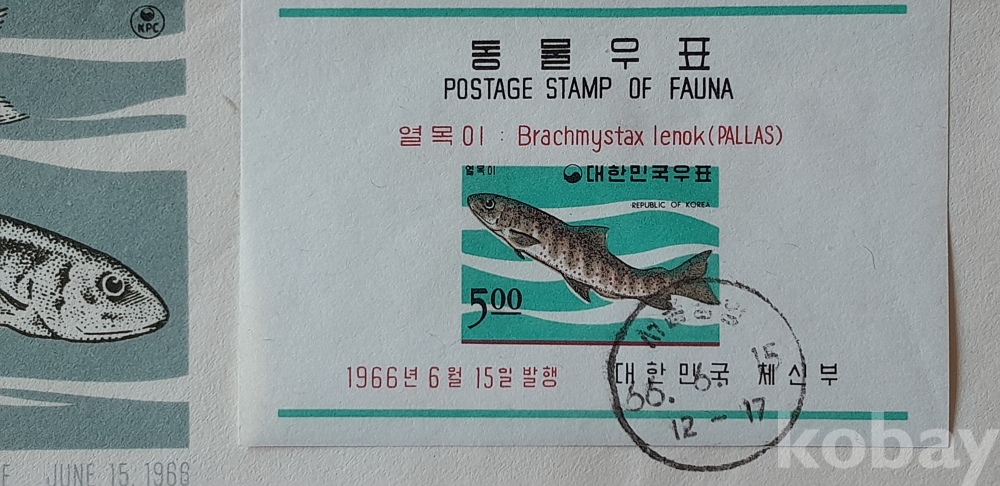 KPC
동물우표
POSTAGE STAMP OF FAUNA
열목이 : Brachmystax lenok(PALLAS)
열목이
대한민국우표
REPUBLIC OF KOREA
5.00
1966년 6월 15일 발행
대한민국 체신부
66. 6. 15
12 - 17
JUNE 15, 1966
kobay